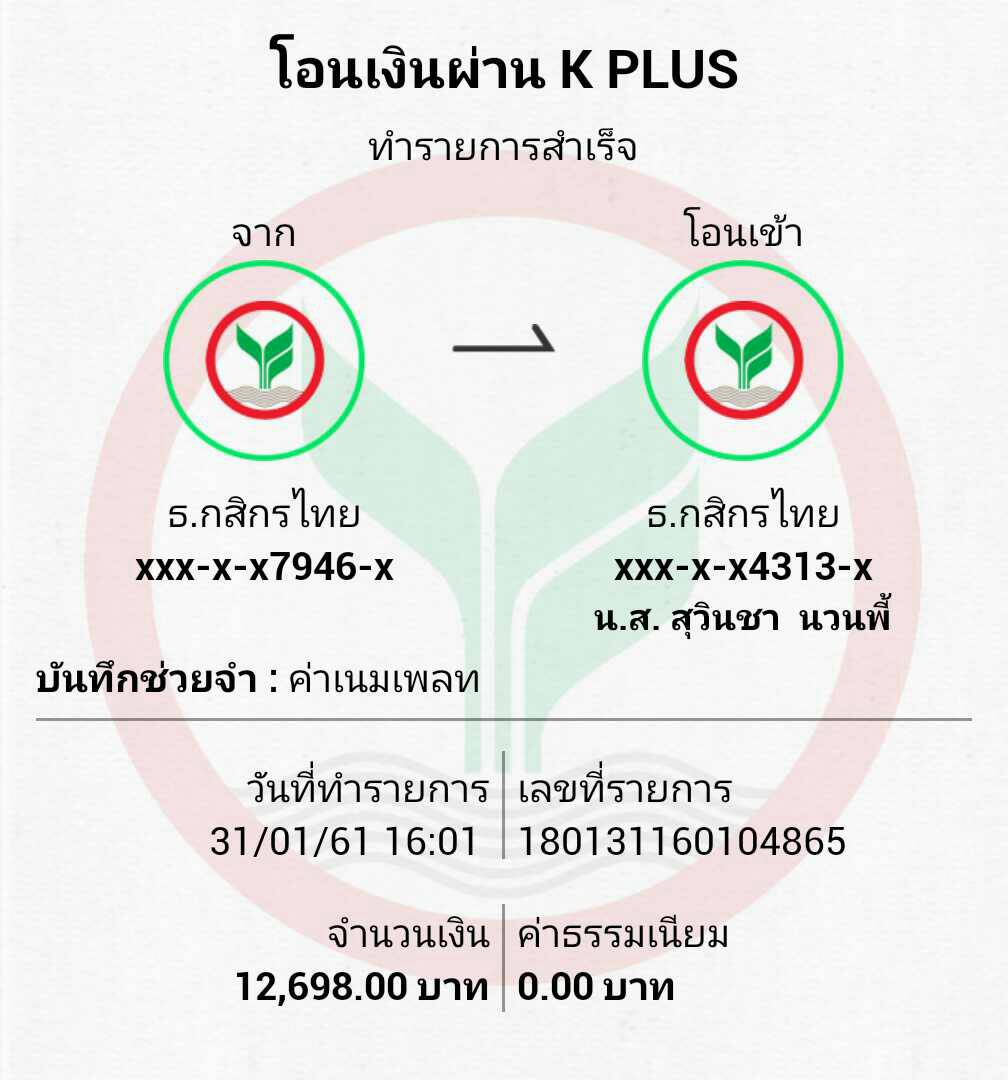 โอนเงินผ่าน K PLUS
ทำรายการสำเร็จ
จาก
โอนเข้า
ธ.กสิกรไทย
xxx-x-x7946-x
ธ.กสิกรไทย
xxx-x-x4313-x
น.ส. สุวินชา นวนพี้
บันทึกช่วยจำ : ค่าเนมเพลท
วันที่ทำรายการ
31/01/61 16:01
เลขที่รายการ
180131160104865
จำนวนเงิน
12,698.00 บาท
ค่าธรรมเนียม
0.00 บาท